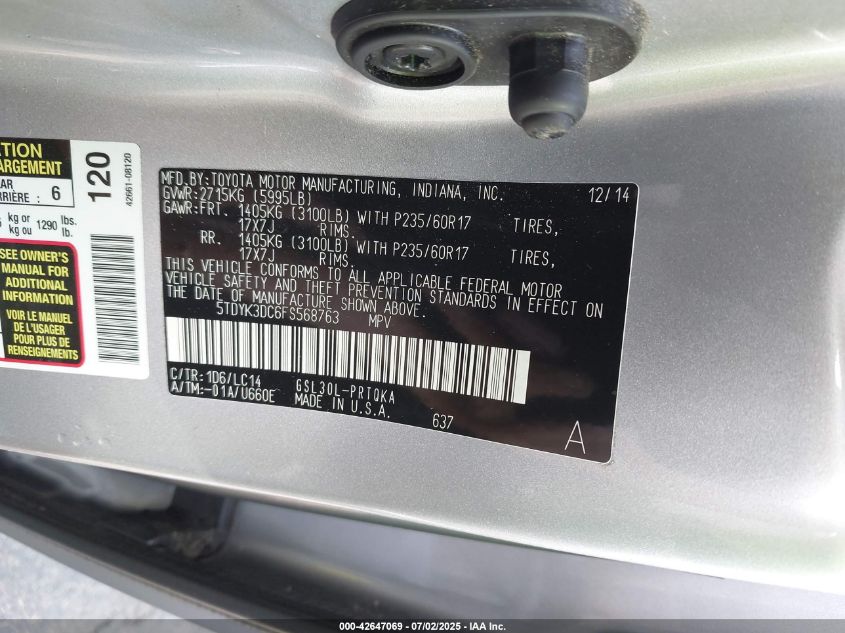 ATION
ARGEMENT
AR
RRIÈRE: 6
kg or 1290 lbs.
kg ou lb.
SEE OWNER'S
MANUAL FOR
ADDITIONAL
INFORMATION
VOIR LE MANUEL
DE L'USAGER
POUR PLUS DE
RENSEIGNEMENTS
120
42661-08120
MFD.BY:TOYOTA MOTOR MANUFACTURING, INDIANA, INC. 12/14
GVWR:2715KG (5995LB)
GAWR:FRT. 1405KG (3100LB) WITH P235/60R17 TIRES,
17X7J RIMS.
RR. 1405KG (3100LB) WITH P235/60R17 TIRES,
17X7J RIMS.
THIS VEHICLE CONFORMS TO ALL APPLICABLE FEDERAL MOTOR
VEHICLE SAFETY AND THEFT PREVENTION STANDARDS IN EFFECT ON
THE DATE OF MANUFACTURE SHOWN ABOVE.
5TDYK3DC6FS568763 MPV
C/TR:1D6/LC14 GSL30L-PRTQKA
A/TM:-01A/U660E MADE IN U.S.A.
637
A
000-42647069 - 07/02/2025 - IAA Inc.